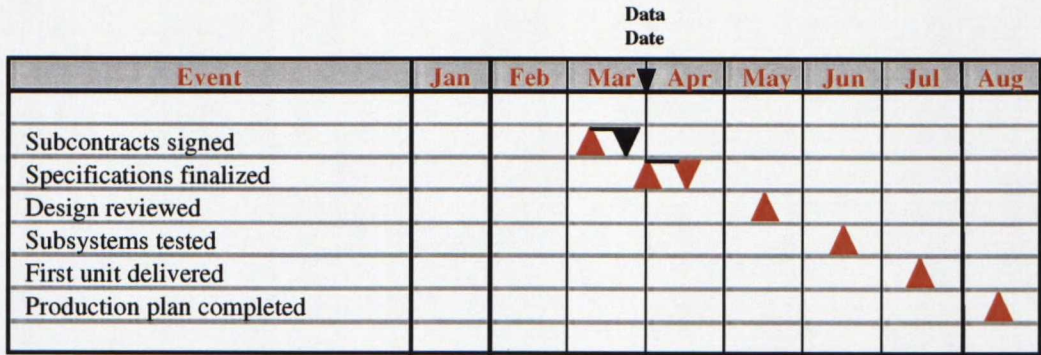 Data
Date
Event Jan Feb Mar Apr May Jun Jul Aug
Subcontracts signed
Specifications finalized
Design reviewed
Subsystems tested
First unit delivered
Production plan completed